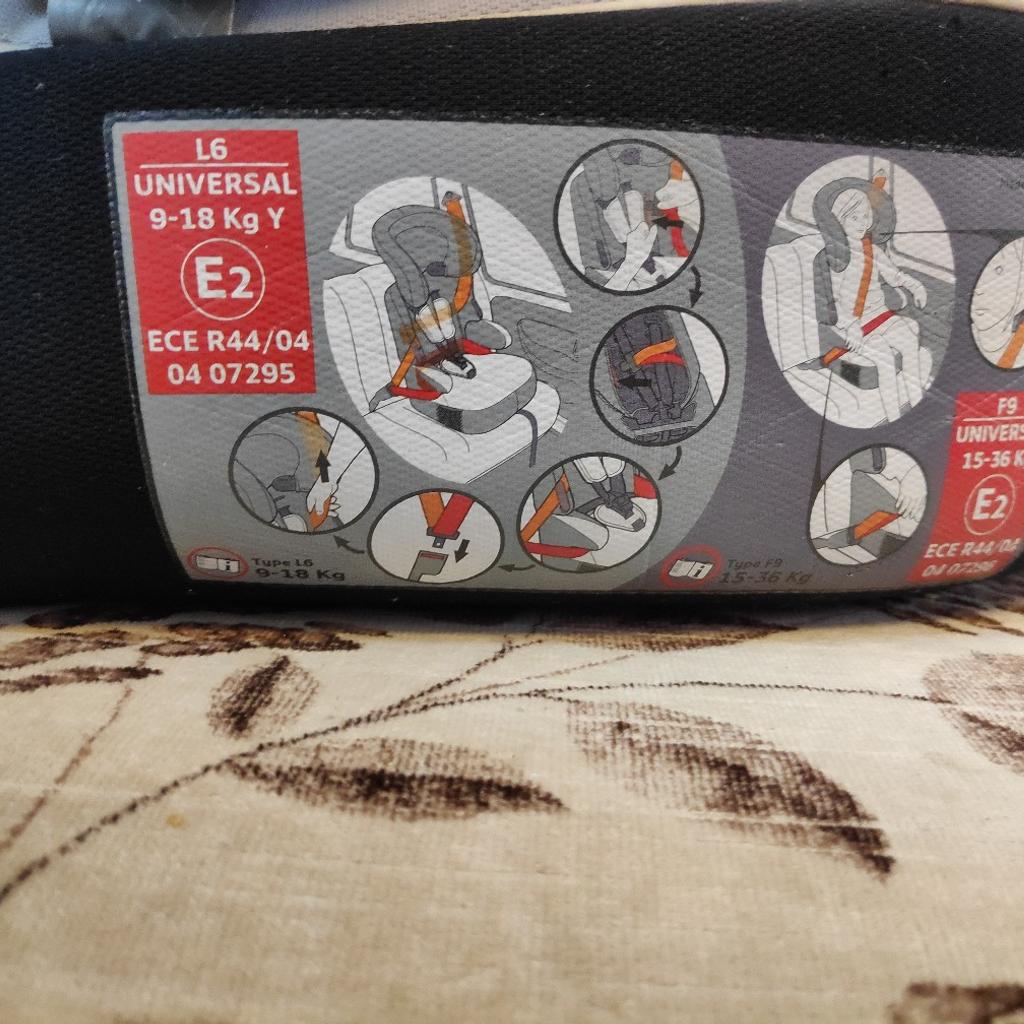 L6
UNIVERSAL
9-18 Kg Y
E2
ECE R44/04
04 07295
i
Type L6
9-18 Kg
i
Type F9
15-36 Kg
F9
UNIVERS
15-36 K
E2
ECE R44/04
04 07296